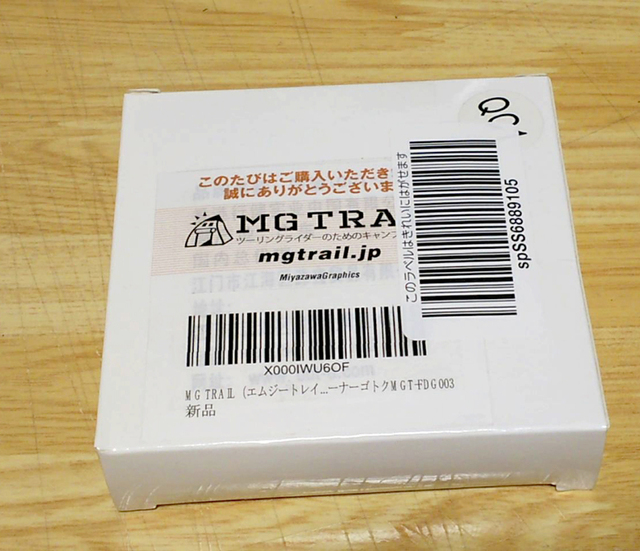 QC
このたびはご購入いただき
誠にありがとうございま
MGTRA
ツーリングライダーのためのキャンプ
mgtrail.jp
MiyazawaGraphics
X000IWU6OF
MG TRAIL (エムジートレイ...ーナーゴトクMGT-FDG003
新品
このラベルはきれいにはがせます
spSS6889105